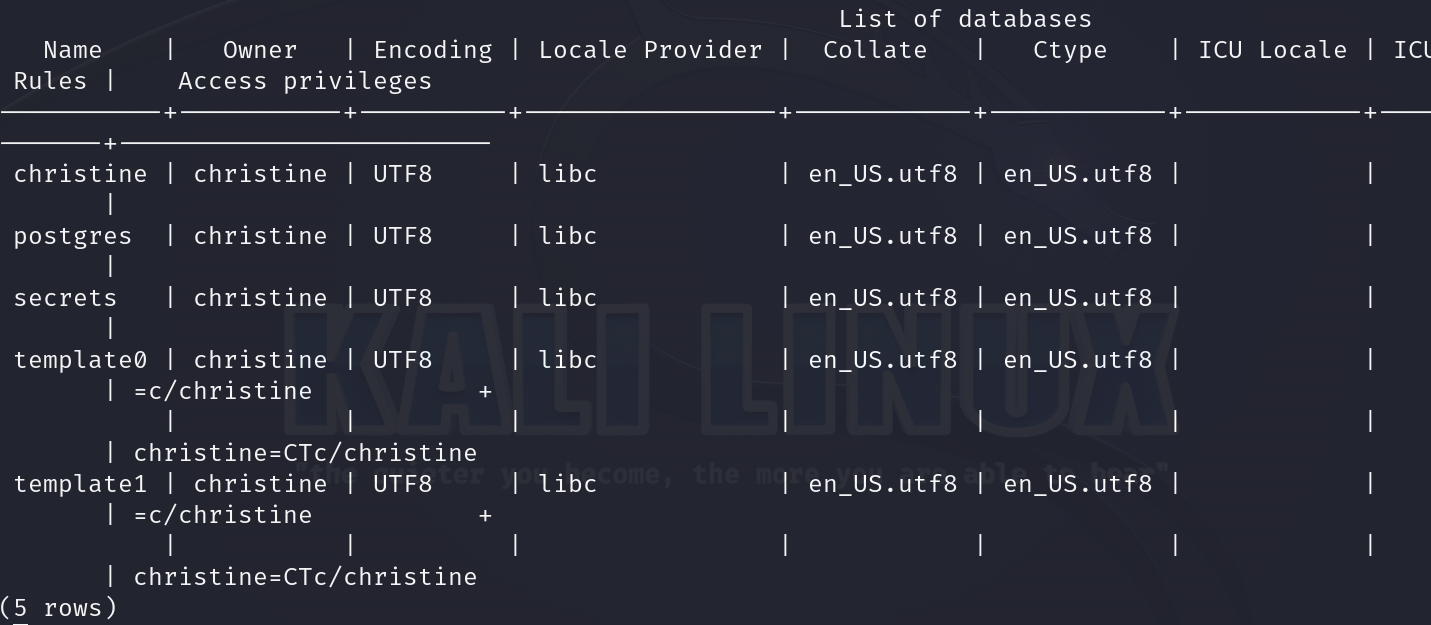 List of databases
Name | Owner | Encoding | Locale Provider | Collate | Ctype | ICU Locale | ICU
Rules | Access privileges
-----------+-----------+----------+-----------------+------------+------------+------------+----
-------+-------------------------
christine | christine | UTF8 | libc | en_US.utf8 | en_US.utf8 | |
|
postgres | christine | UTF8 | libc | en_US.utf8 | en_US.utf8 | |
|
secrets | christine | UTF8 | libc | en_US.utf8 | en_US.utf8 | |
|
template0 | christine | UTF8 | libc | en_US.utf8 | en_US.utf8 | |
| =c/christine +
| | | | | | |
| christine=CTc/christine
template1 | christine | UTF8 | libc | en_US.utf8 | en_US.utf8 | |
| =c/christine +
| | | | | | |
| christine=CTc/christine
(5 rows)
KALI LINUX
"the quieter you become, the more you are able to hear"